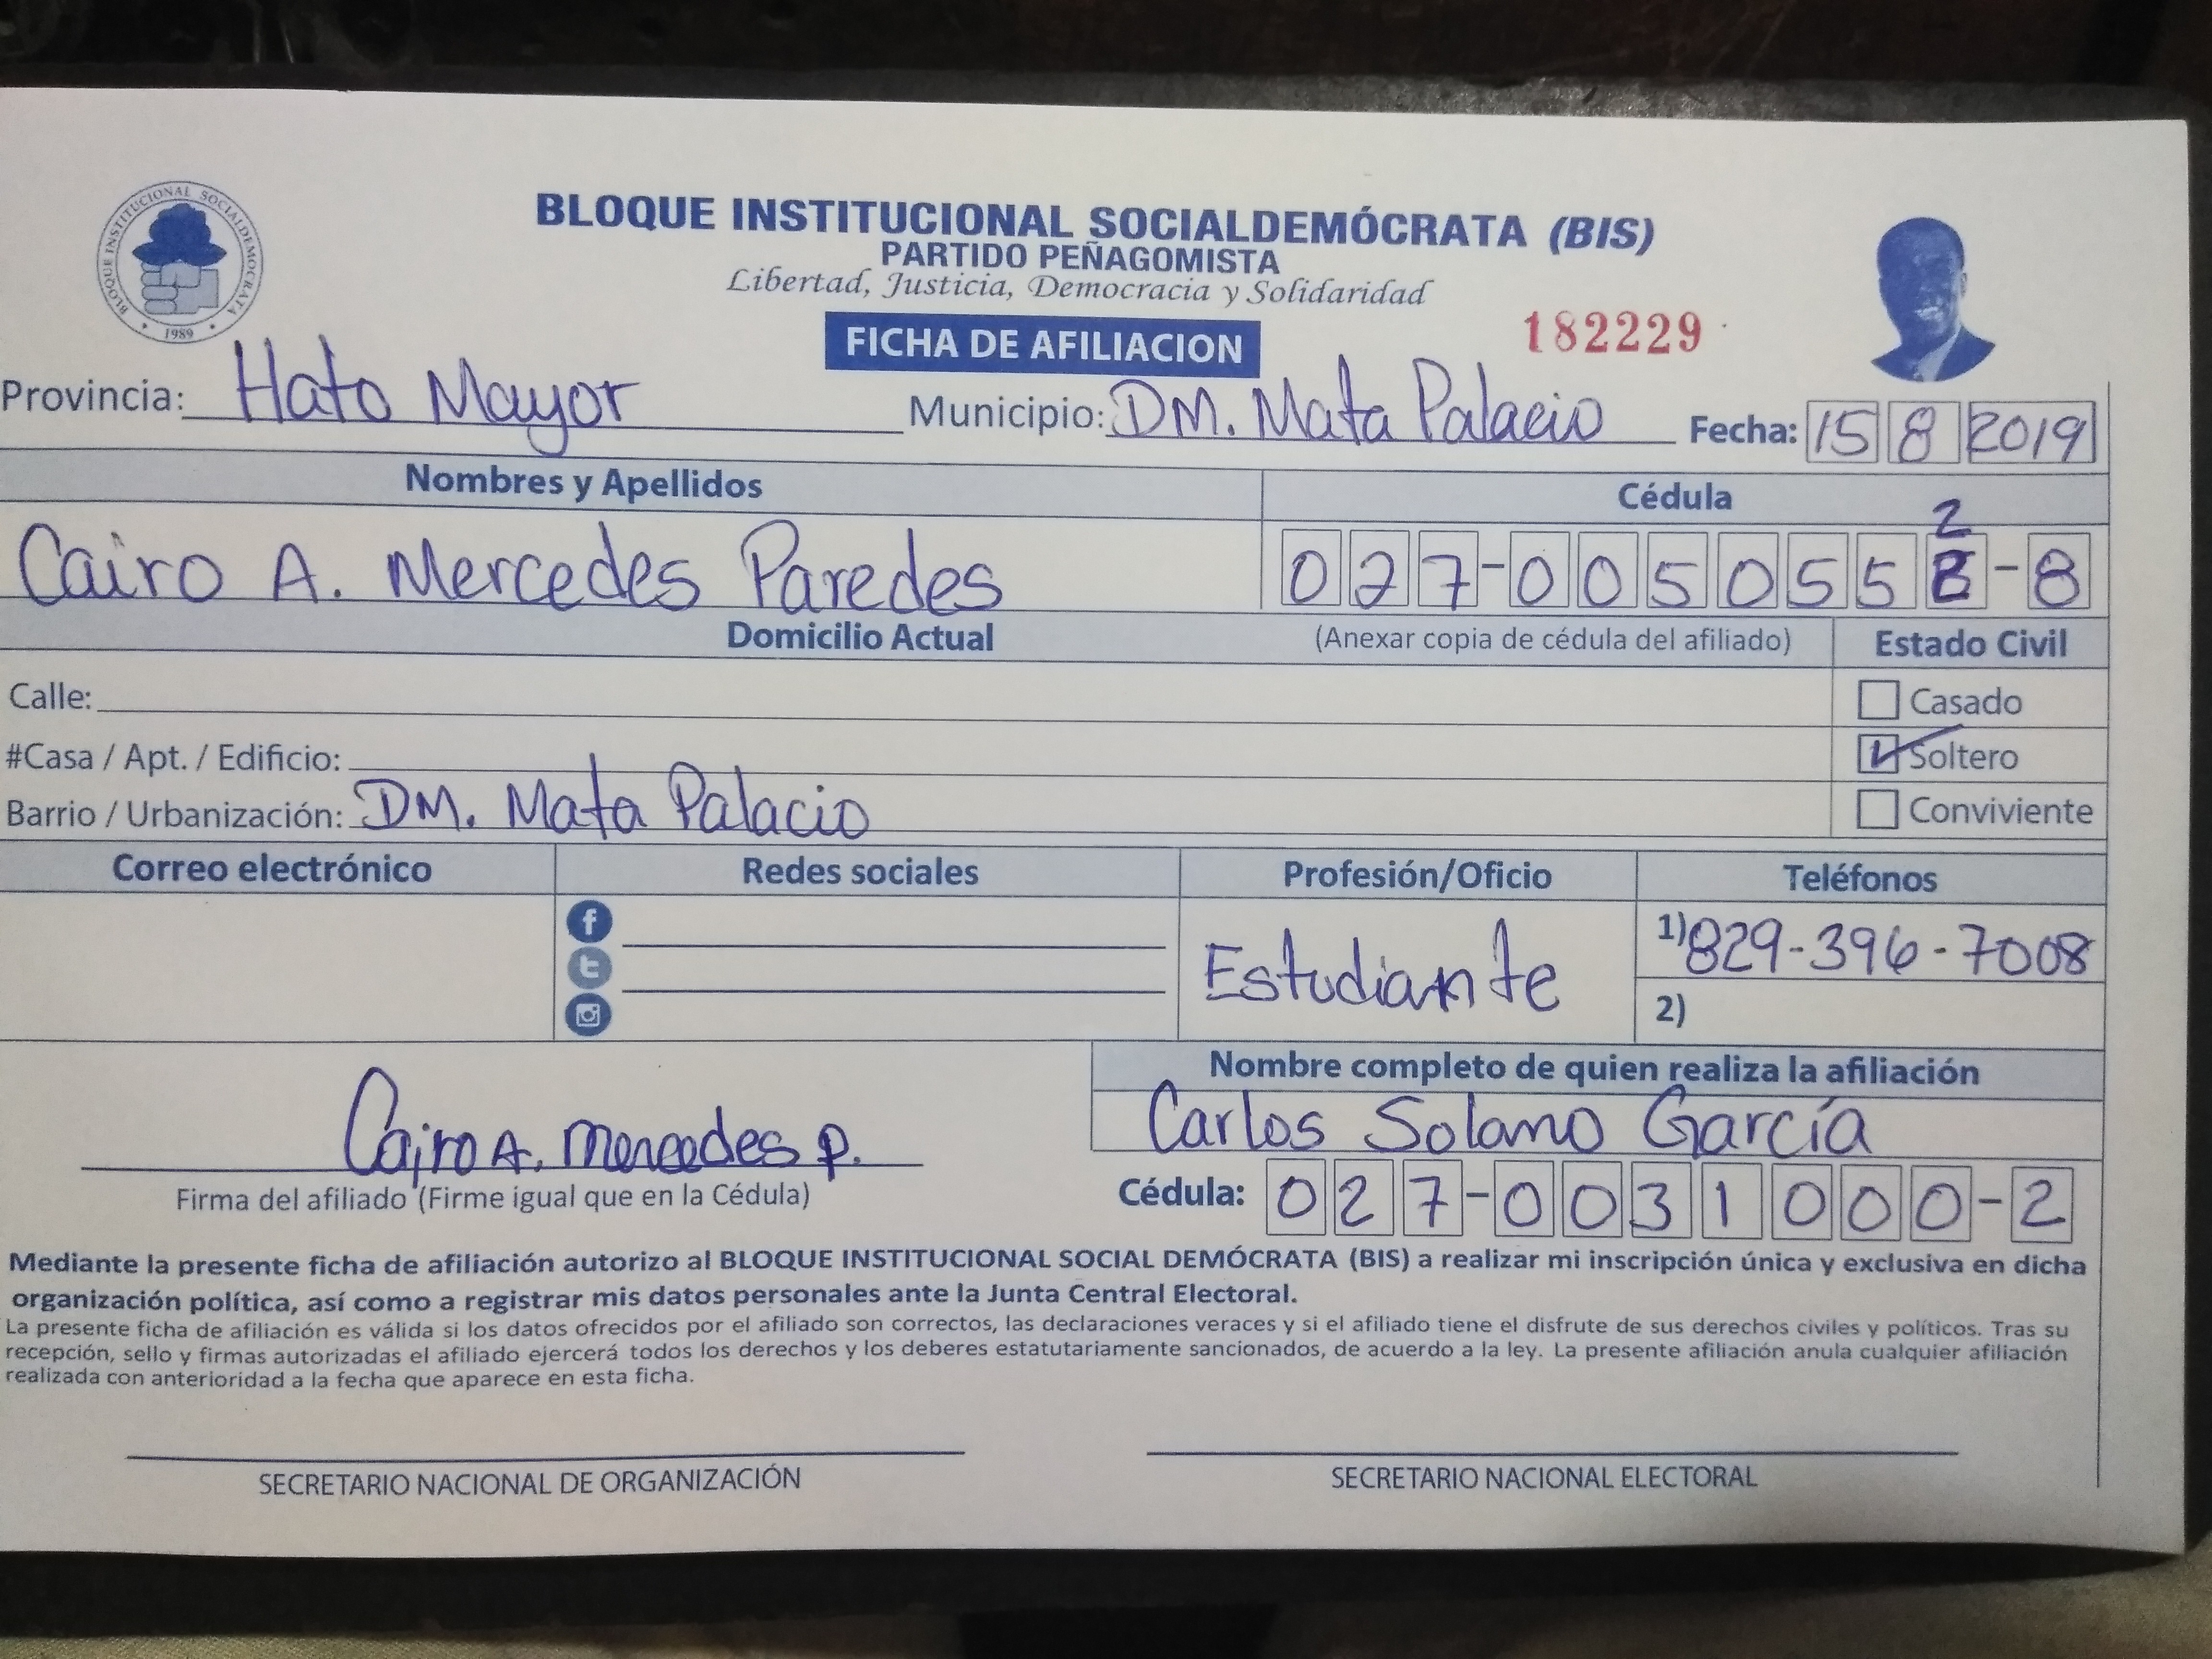 BLOQUE INSTITUCIONAL SOCIALDEMOCRATA
1989
BLOQUE INSTITUCIONAL SOCIALDEMÓCRATA (BIS)
PARTIDO PEÑAGOMISTA
Libertad, Justicia, Democracia y Solidaridad
FICHA DE AFILIACION
182229
Provincia: Hato Mayor Municipio: DM. Mata Palacio Fecha: 15 8 2019
Nombres y Apellidos Cédula
2
Cairo A. Mercedes Paredes 027-005055-8
Domicilio Actual (Anexar copia de cédula del afiliado) Estado Civil
Calle: Casado
#Casa / Apt. / Edificio: Soltero
Barrio / Urbanización: DM. Mata Palacio Conviviente
Correo electrónico Redes sociales Profesión/Oficio Teléfonos
Estudiante 1) 829-396-7008
2)
Nombre completo de quien realiza la afiliación
Cairo A. Mercedes P. Carlos Solano García
Firma del afiliado (Firme igual que en la Cédula) Cédula: 027-0031000-2
Mediante la presente ficha de afiliación autorizo al BLOQUE INSTITUCIONAL SOCIAL DEMÓCRATA (BIS) a realizar mi inscripción única y exclusiva en dicha
organización política, así como a registrar mis datos personales ante la Junta Central Electoral.
La presente ficha de afiliación es válida si los datos ofrecidos por el afiliado son correctos, las declaraciones veraces y si el afiliado tiene el disfrute de sus derechos civiles y políticos. Tras su
recepción, sello y firmas autorizadas el afiliado ejercerá todos los derechos y los deberes estatutariamente sancionados, de acuerdo a la ley. La presente afiliación anula cualquier afiliación
realizada con anterioridad a la fecha que aparece en esta ficha.
SECRETARIO NACIONAL DE ORGANIZACIÓN SECRETARIO NACIONAL ELECTORAL